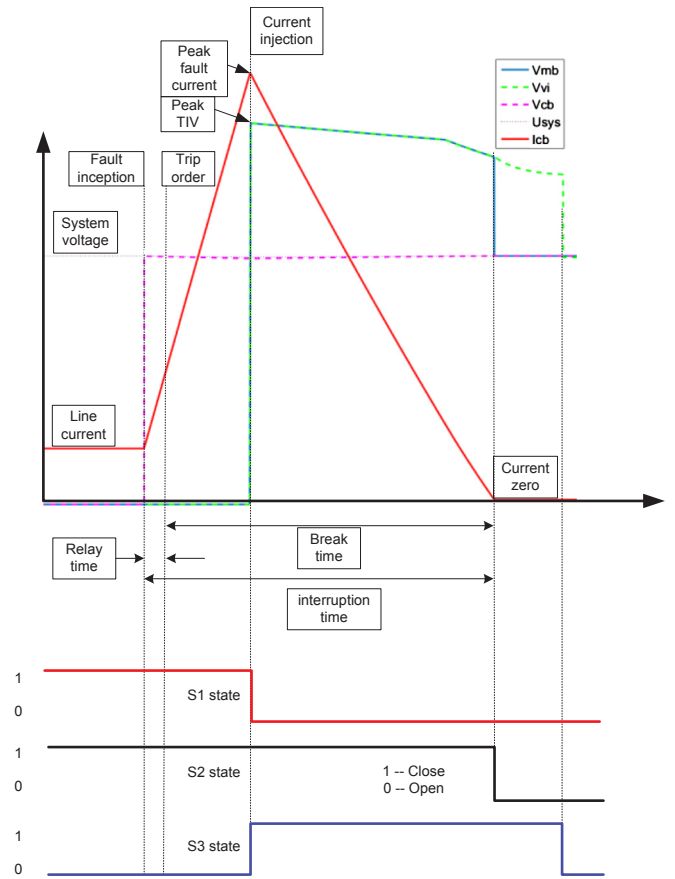 Current
injection
Peak
fault
current
Peak
TIV
Vmb
Vvi
Vcb
Usys
Icb
Fault
inception
Trip
order
System
voltage
Line
current
Current
zero
Relay
time
Break
time
interruption
time
1
0
S1 state
1
0
S2 state
1 -- Close
0 -- Open
1
0
S3 state